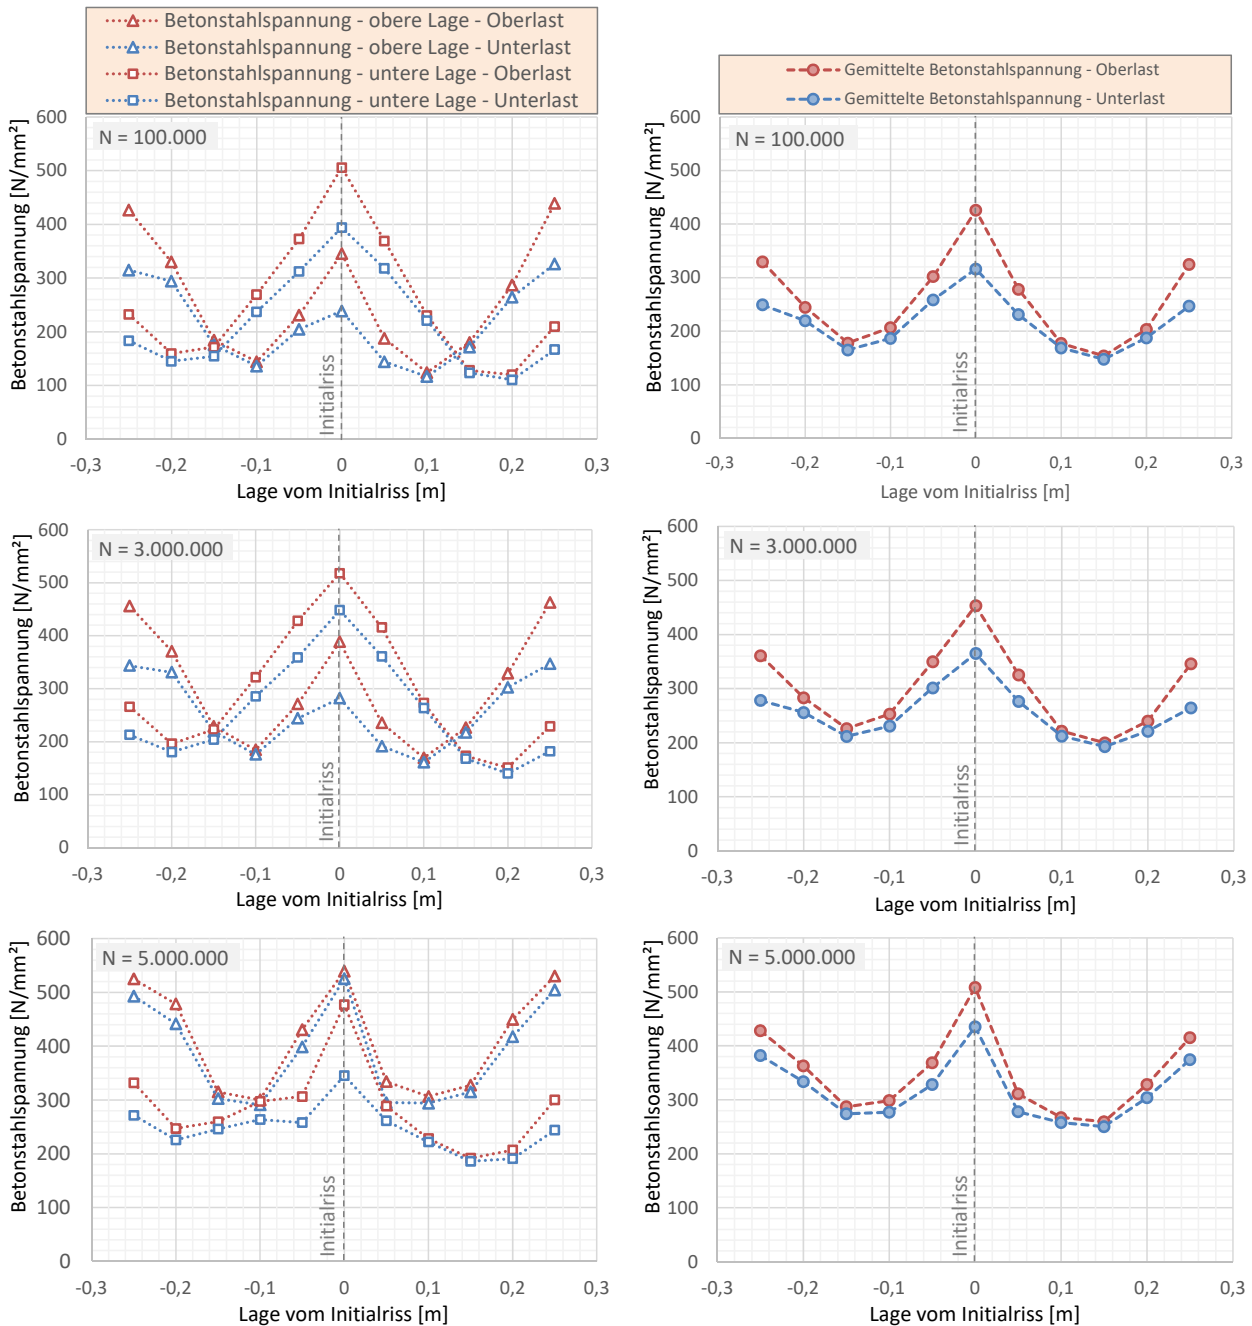 Betonstahlspannung - obere Lage - Oberlast
Betonstahlspannung - obere Lage - Unterlast
Betonstahlspannung - untere Lage - Oberlast
Betonstahlspannung - untere Lage - Unterlast
Betonstahlspannung [N/mm²]
N = 100.000
600
500
400
300
200
100
0
Initialriss
-0,3 -0,2 -0,1 0 0,1 0,2 0,3
Lage vom Initialriss [m]
Gemittelte Betonstahlspannung - Oberlast
Gemittelte Betonstahlspannung - Unterlast
Betonstahlspannung [N/mm²]
N = 100.000
600
500
400
300
200
100
0
Initialriss
-0,3 -0,2 -0,1 0 0,1 0,2 0,3
Lage vom Initialriss [m]
Betonstahlspannung [N/mm²]
N = 3.000.000
600
500
400
300
200
100
0
Initialriss
-0,3 -0,2 -0,1 0 0,1 0,2 0,3
Lage vom Initialriss [m]
Betonstahlspannung [N/mm²]
N = 3.000.000
600
500
400
300
200
100
0
Initialriss
-0,3 -0,2 -0,1 0 0,1 0,2 0,3
Lage vom Initialriss [m]
Betonstahlspannung [N/mm²]
N = 5.000.000
600
500
400
300
200
100
0
Initialriss
-0,3 -0,2 -0,1 0 0,1 0,2 0,3
Lage vom Initialriss [m]
Betonstahlsoannung [N/mm²]
N = 5.000.000
600
500
400
300
200
100
0
Initialriss
-0,3 -0,2 -0,1 0 0,1 0,2 0,3
Lage vom Initialriss [m]